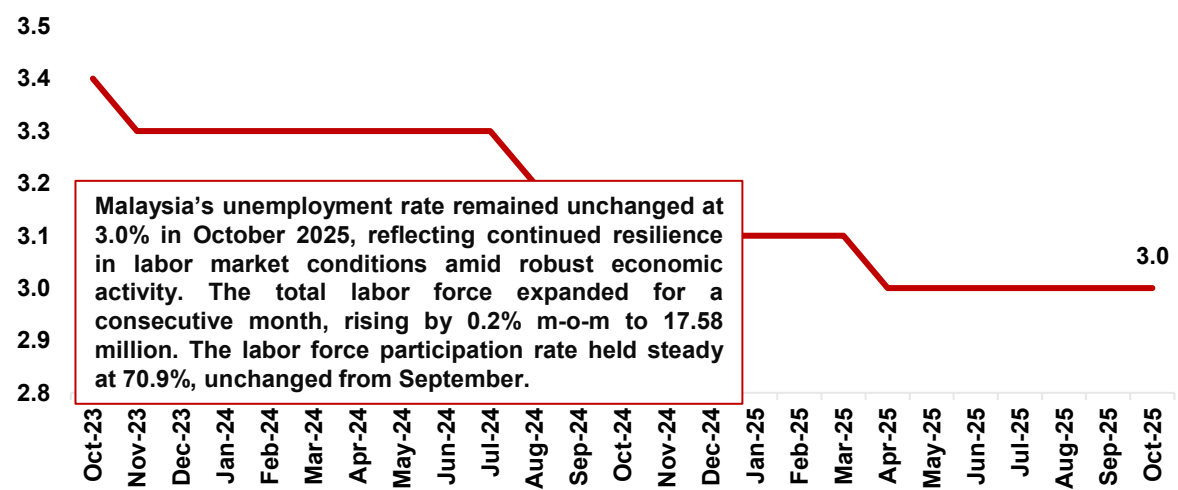 3.5
3.4
3.3
3.2
3.1
3.0
2.9
2.8
Malaysia’s unemployment rate remained unchanged at
3.0% in October 2025, reflecting continued resilience
in labor market conditions amid robust economic
activity. The total labor force expanded for a
consecutive month, rising by 0.2% m-o-m to 17.58
million. The labor force participation rate held steady
at 70.9%, unchanged from September.
3.0
Oct-23
Nov-23
Dec-23
Jan-24
Feb-24
Mar-24
Apr-24
May-24
Jun-24
Jul-24
Aug-24
Sep-24
Oct-24
Nov-24
Dec-24
Jan-25
Feb-25
Mar-25
Apr-25
May-25
Jun-25
Jul-25
Aug-25
Sep-25
Oct-25